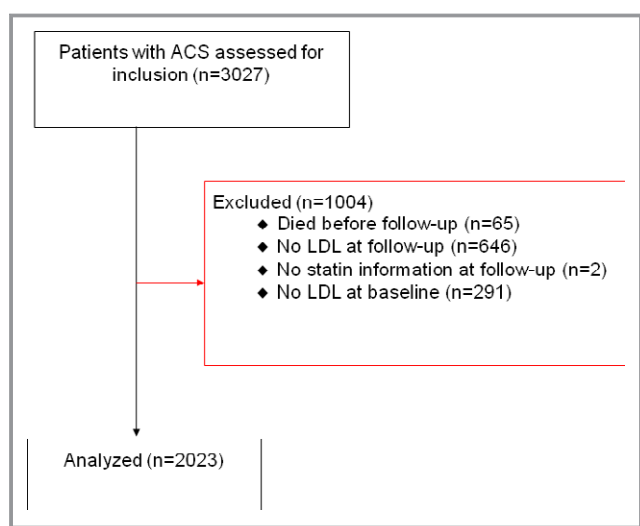 Patients with ACS assessed for
inclusion (n=3027)
Excluded (n=1004)
◆ Died before follow-up (n=65)
◆ No LDL at follow-up (n=646)
◆ No statin information at follow-up (n=2)
◆ No LDL at baseline (n=291)
Analyzed (n=2023)